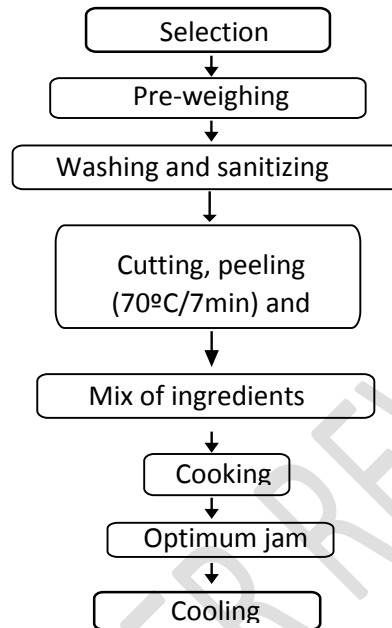 Selection
Pre-weighing
Washing and sanitizing
Cutting, peeling
(70ºC/7min) and
Mix of ingredients
Cooking
Optimum jam
Cooling